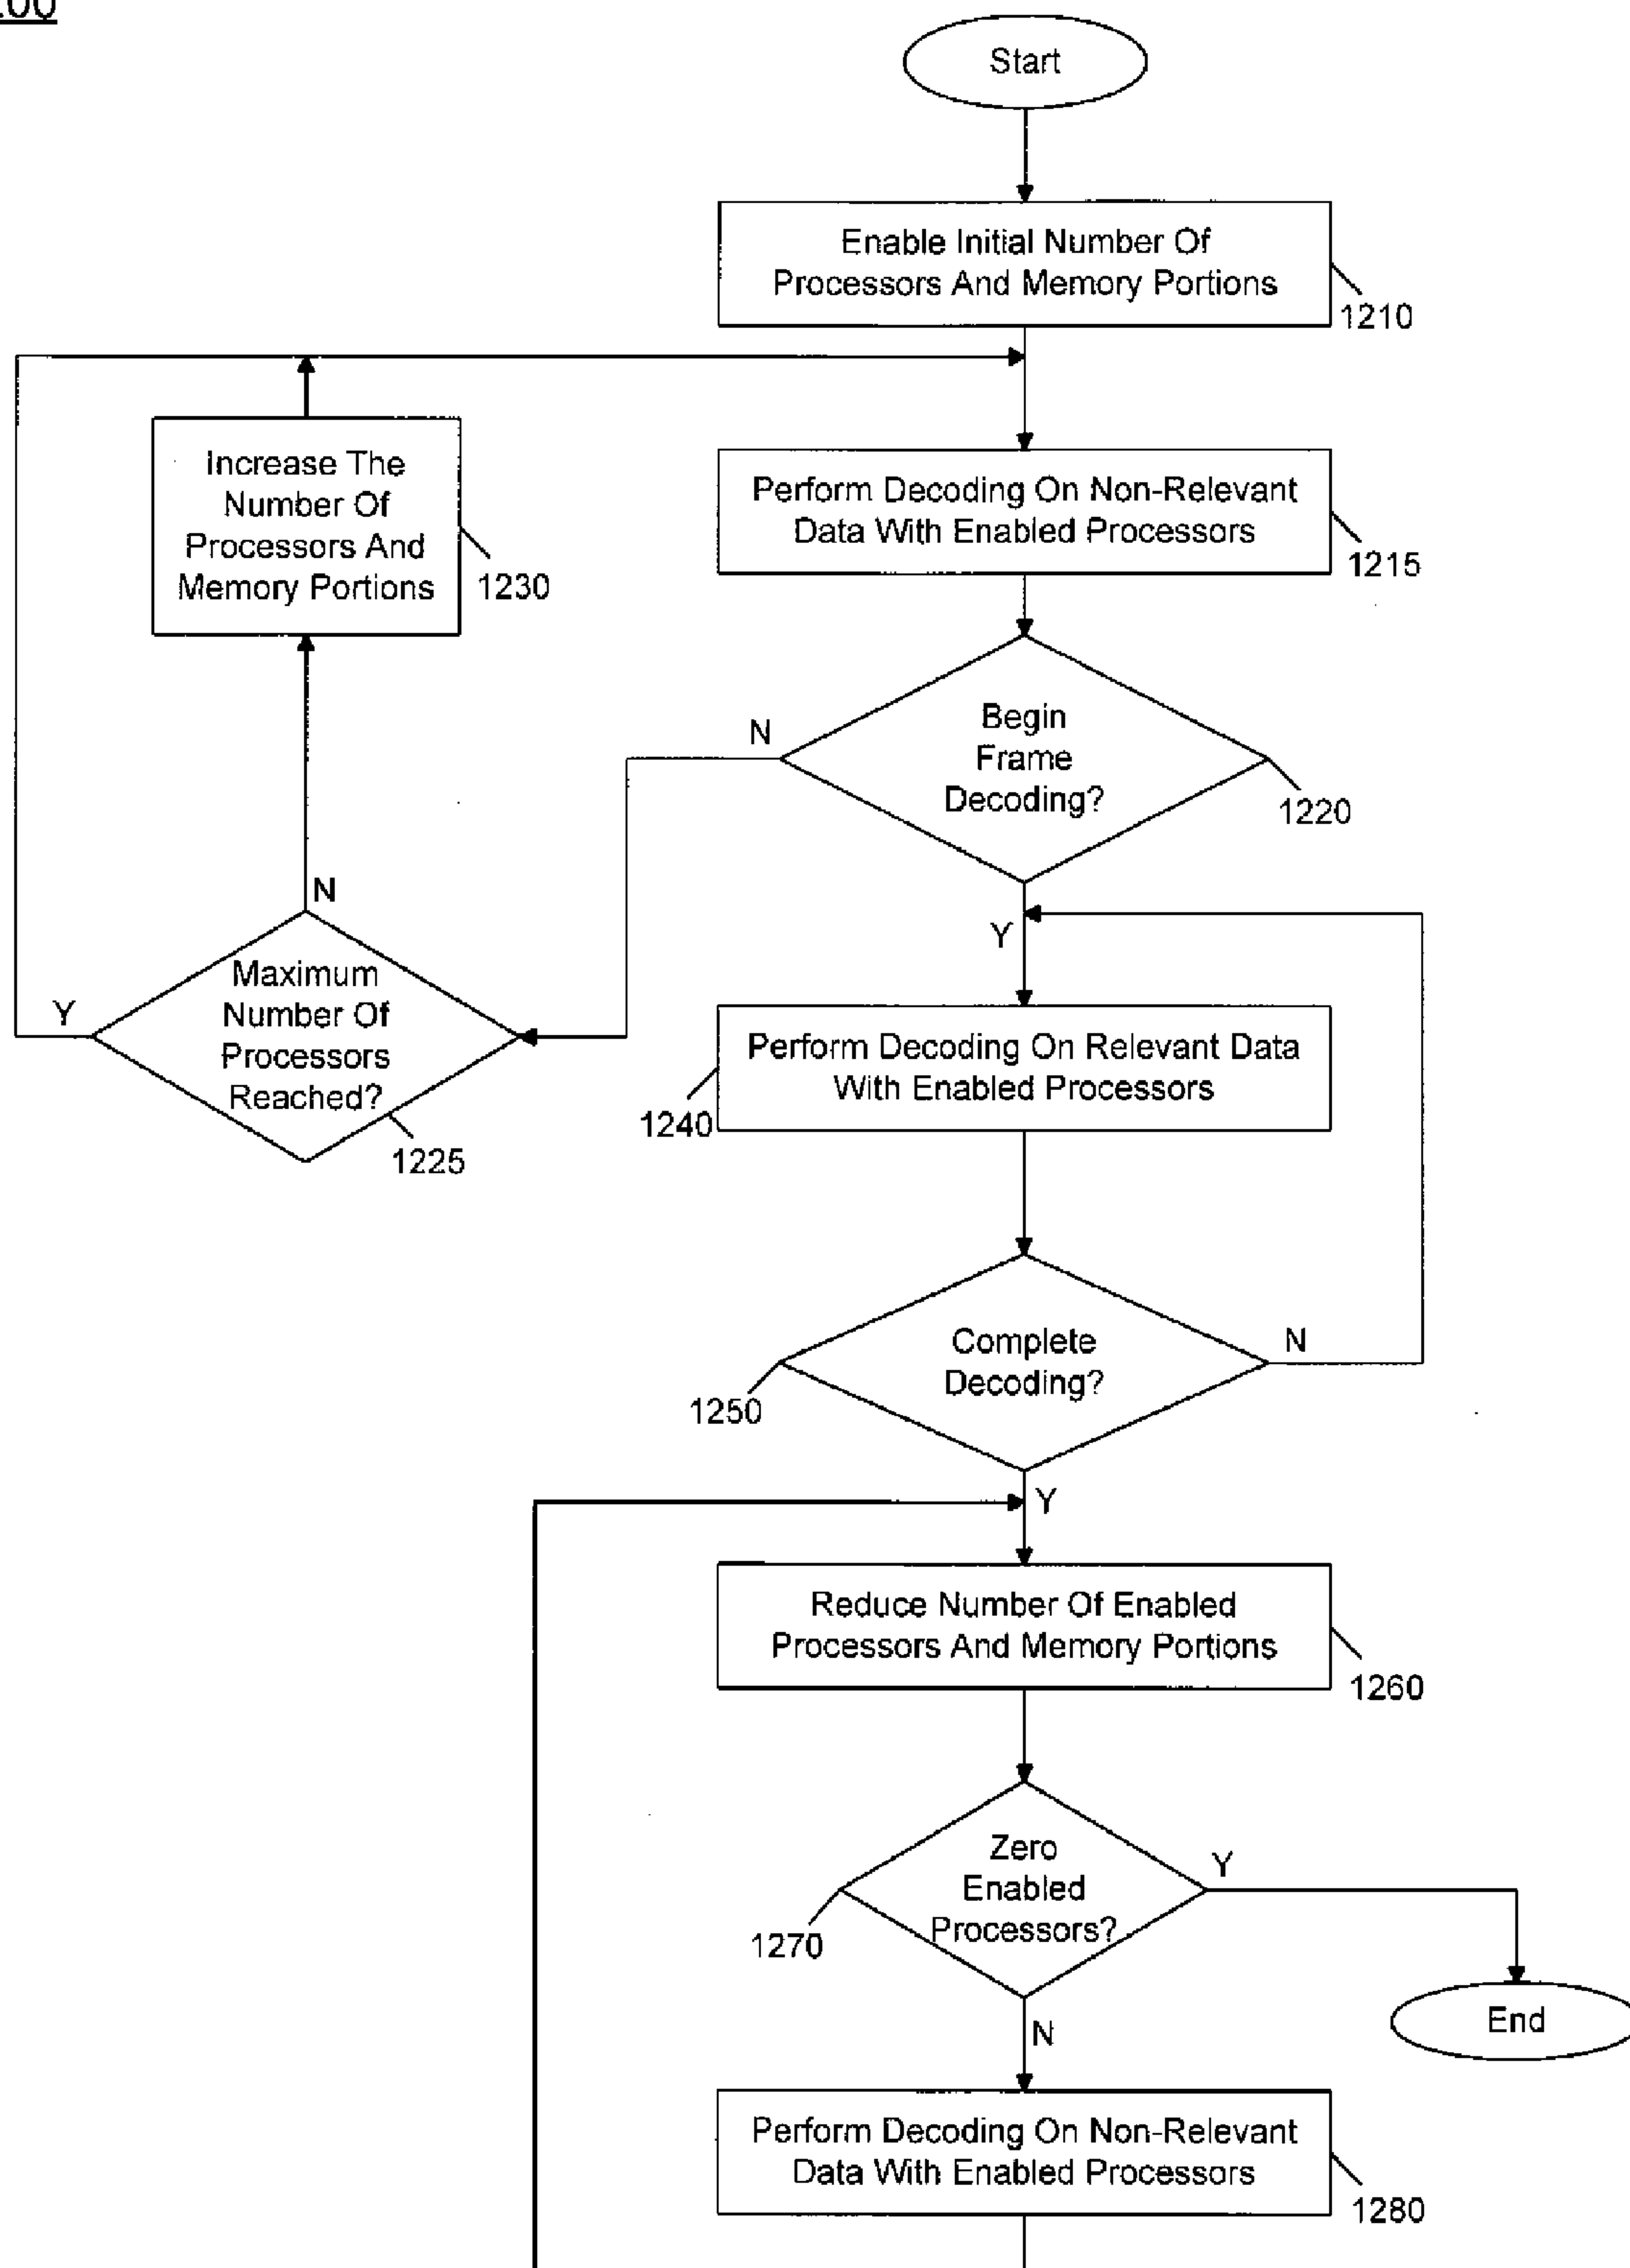 Start
Enable Initial Number Of
Processors And Memory Portions
1210
Increase The
Number Of
Processors And
Memory Portions
1230
Perform Decoding On Non-Relevant
Data With Enabled Processors
1215
Begin
Frame
Decoding?
N
1220
Y
N
Maximum
Number Of
Processors
Reached?
Y
1225
Perform Decoding On Relevant Data
With Enabled Processors
1240
Complete
Decoding?
N
1250
Y
Reduce Number Of Enabled
Processors And Memory Portions
1260
Zero
Enabled
Processors?
Y
1270
End
N
Perform Decoding On Non-Relevant
Data With Enabled Processors
1280